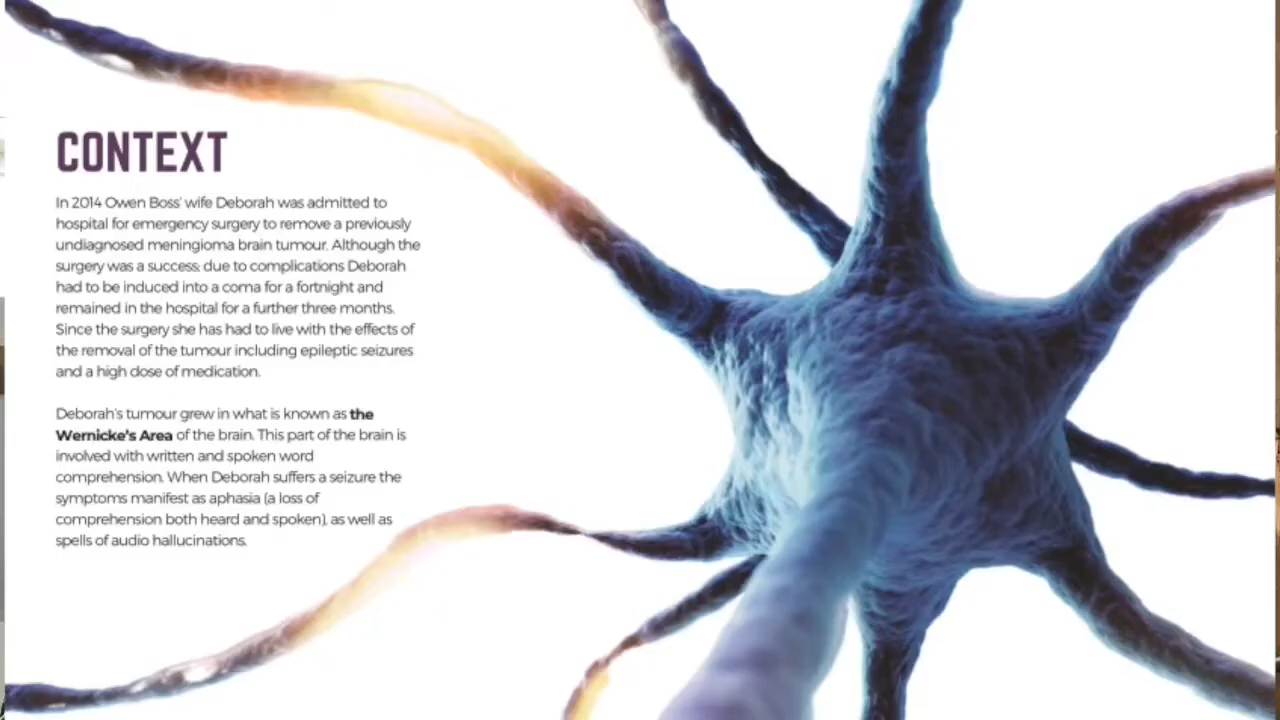 CONTEXT
In 2014 Owen Boss' wife Deborah was admitted to
hospital for emergency surgery to remove a previously
undiagnosed meningioma brain tumour. Although the
surgery was a success; due to complications Deborah
had to be induced into a coma for a fortnight and
remained in the hospital for a further three months.
Since the surgery she has had to live with the effects of
the removal of the tumour including epileptic seizures
and a high dose of medication.
Deborah's tumour grew in what is known as the
Wernicke's Area of the brain. This part of the brain is
involved with written and spoken word
comprehension. When Deborah suffers a seizure the
symptoms manifest as aphasia (a loss of
comprehension both heard and spoken), as well as
spells of audio hallucinations.